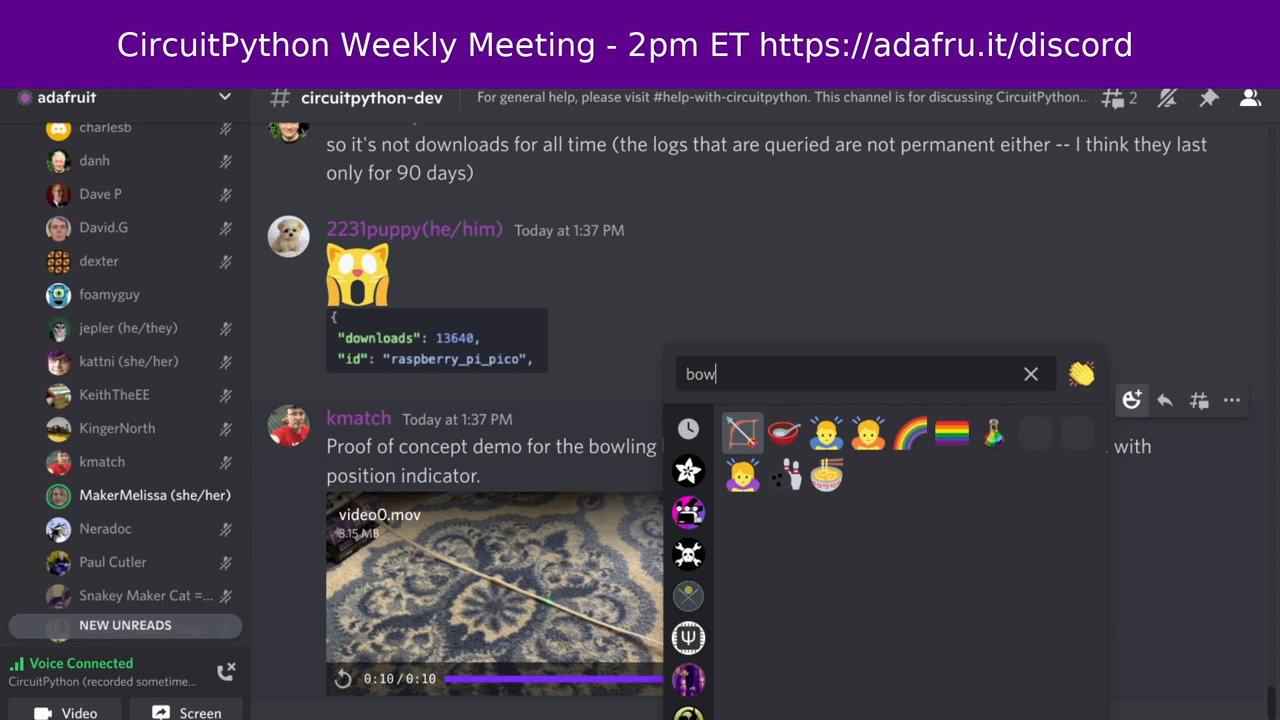 CircuitPython Weekly Meeting - 2pm ET https://adafru.it/discord
adafruit
# circuitpython-dev
For general help, please visit #help-with-circuitpython. This channel is for discussing CircuitPython...
2
charlesb
danh
Dave P
David.G
dexter
foamyguy
jepler (he/they)
kattni (she/her)
KeithTheEE
KingerNorth
kmatch
MakerMelissa (she/her)
Neradoc
Paul Cutler
Snakey Maker Cat =...
NEW UNREADS
Voice Connected
CircuitPython (recorded sometime...
Video
Screen
so it's not downloads for all time (the logs that are queried are not permanent either -- I think they last
only for 90 days)
2231puppy(he/him) Today at 1:37 PM
{
"downloads": 13640,
"id": "raspberry_pi_pico",
kmatch Today at 1:37 PM
Proof of concept demo for the bowling
with
position indicator.
video0.mov
3.15 MB
0:10/0:10
bow